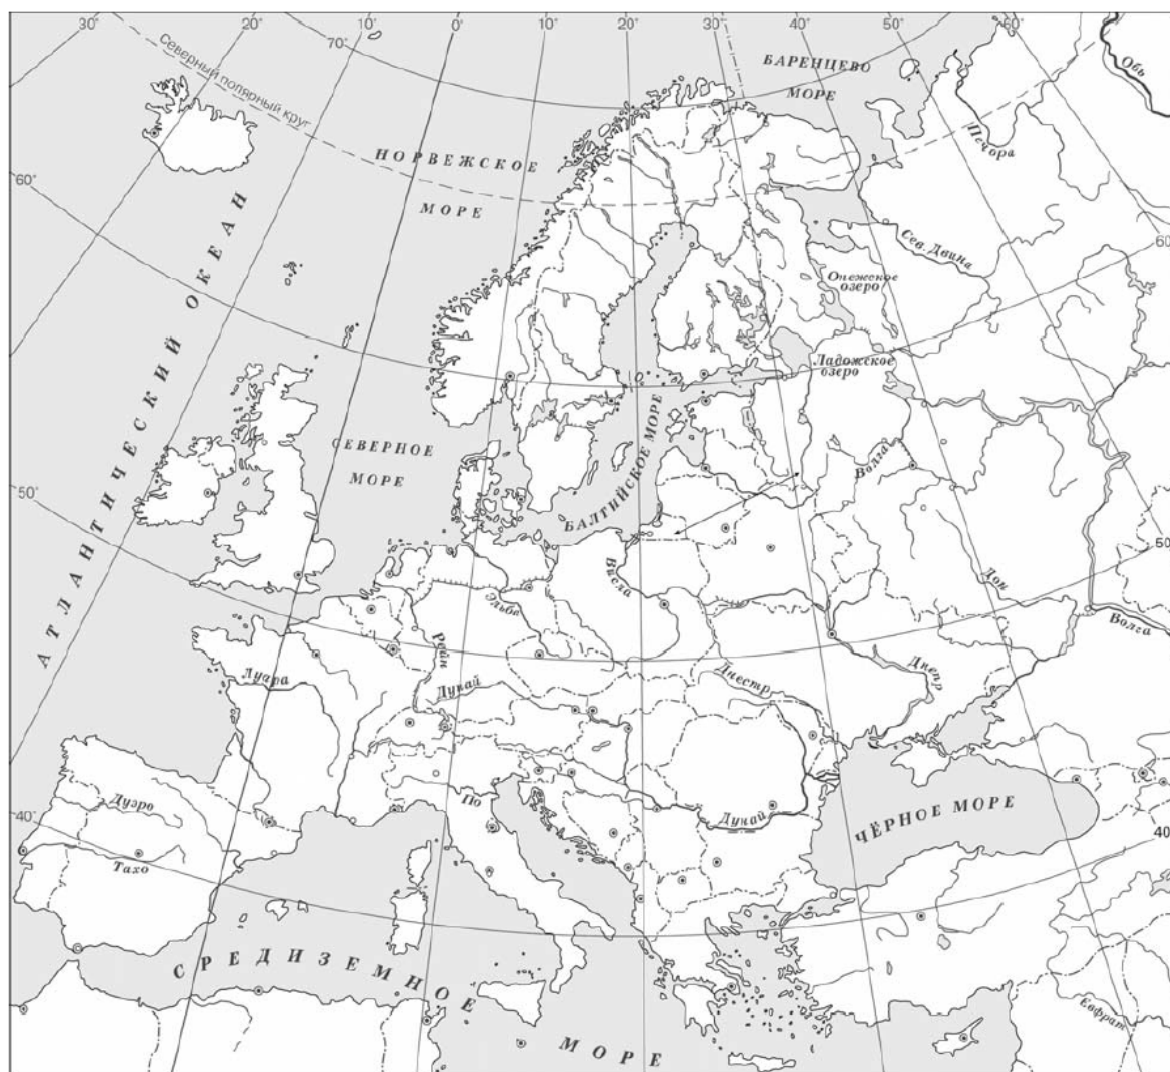 30°
20°
70°
0°
10°
20°
30°
40°
50°
60°
Северный полярный круг
БАРЕНЦЕВО
МОРЕ
Обь
Печора
НОРВЕЖСКОЕ
МОРЕ
60°
60
Сев. Двина
Онежское
озеро
Ладожское
озеро
АТЛАНТИЧЕСКИЙ ОКЕАН
СЕВЕРНОЕ
МОРЕ
БАЛТИЙСКОЕ МОРЕ
Волга
50°
50
Висла
Эльба
Дон
Волга
Рейн
Луара
Дунай
Днестр
Днепр
По
Дунай
ЧЁРНОЕ МОРЕ
Дуэро
40°
40
Тахо
СРЕДИЗЕМНОЕ
МОРЕ
Евфрат